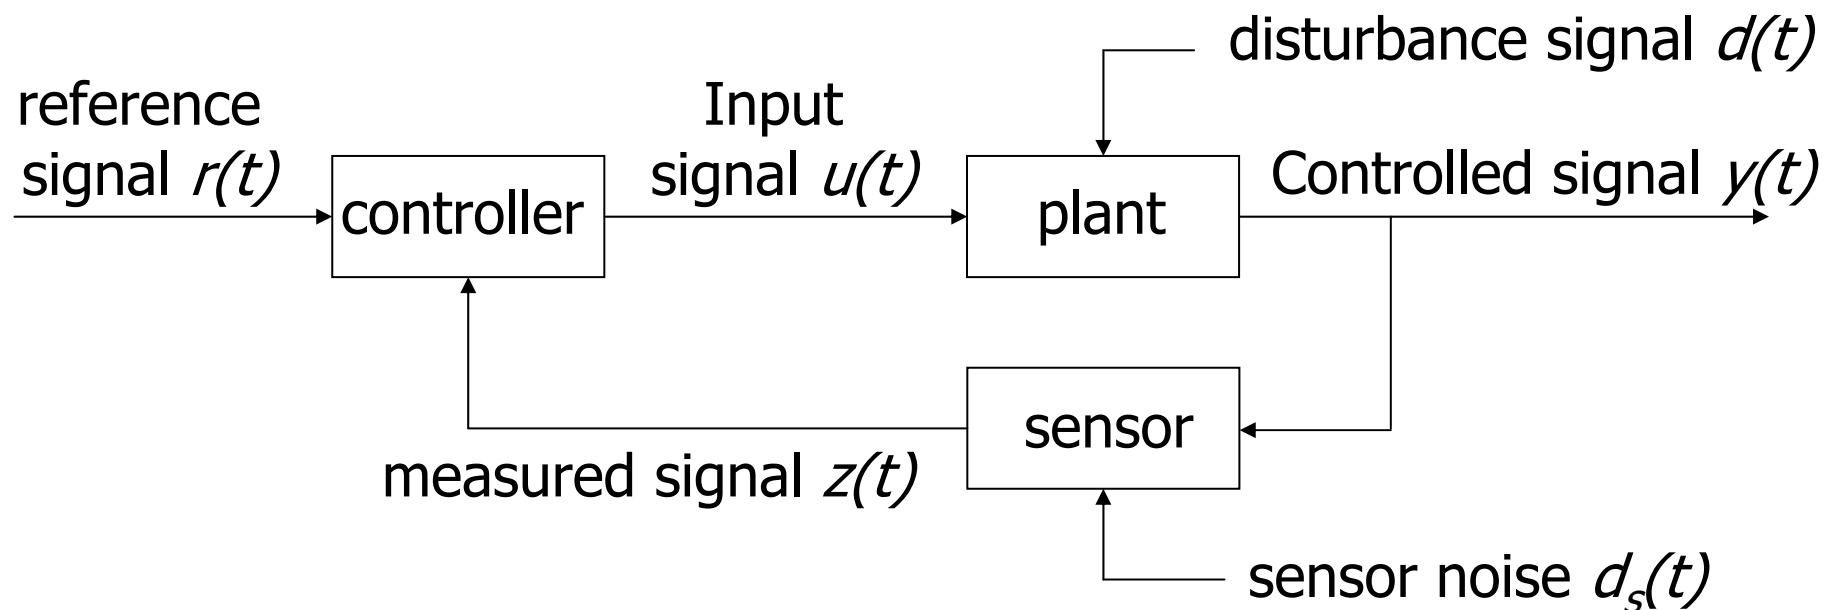 disturbance signal d(t)
reference
signal r(t)
Input
signal u(t)
Controlled signal y(t)
controller
plant
sensor
measured signal z(t)
sensor noise dₛ(t)